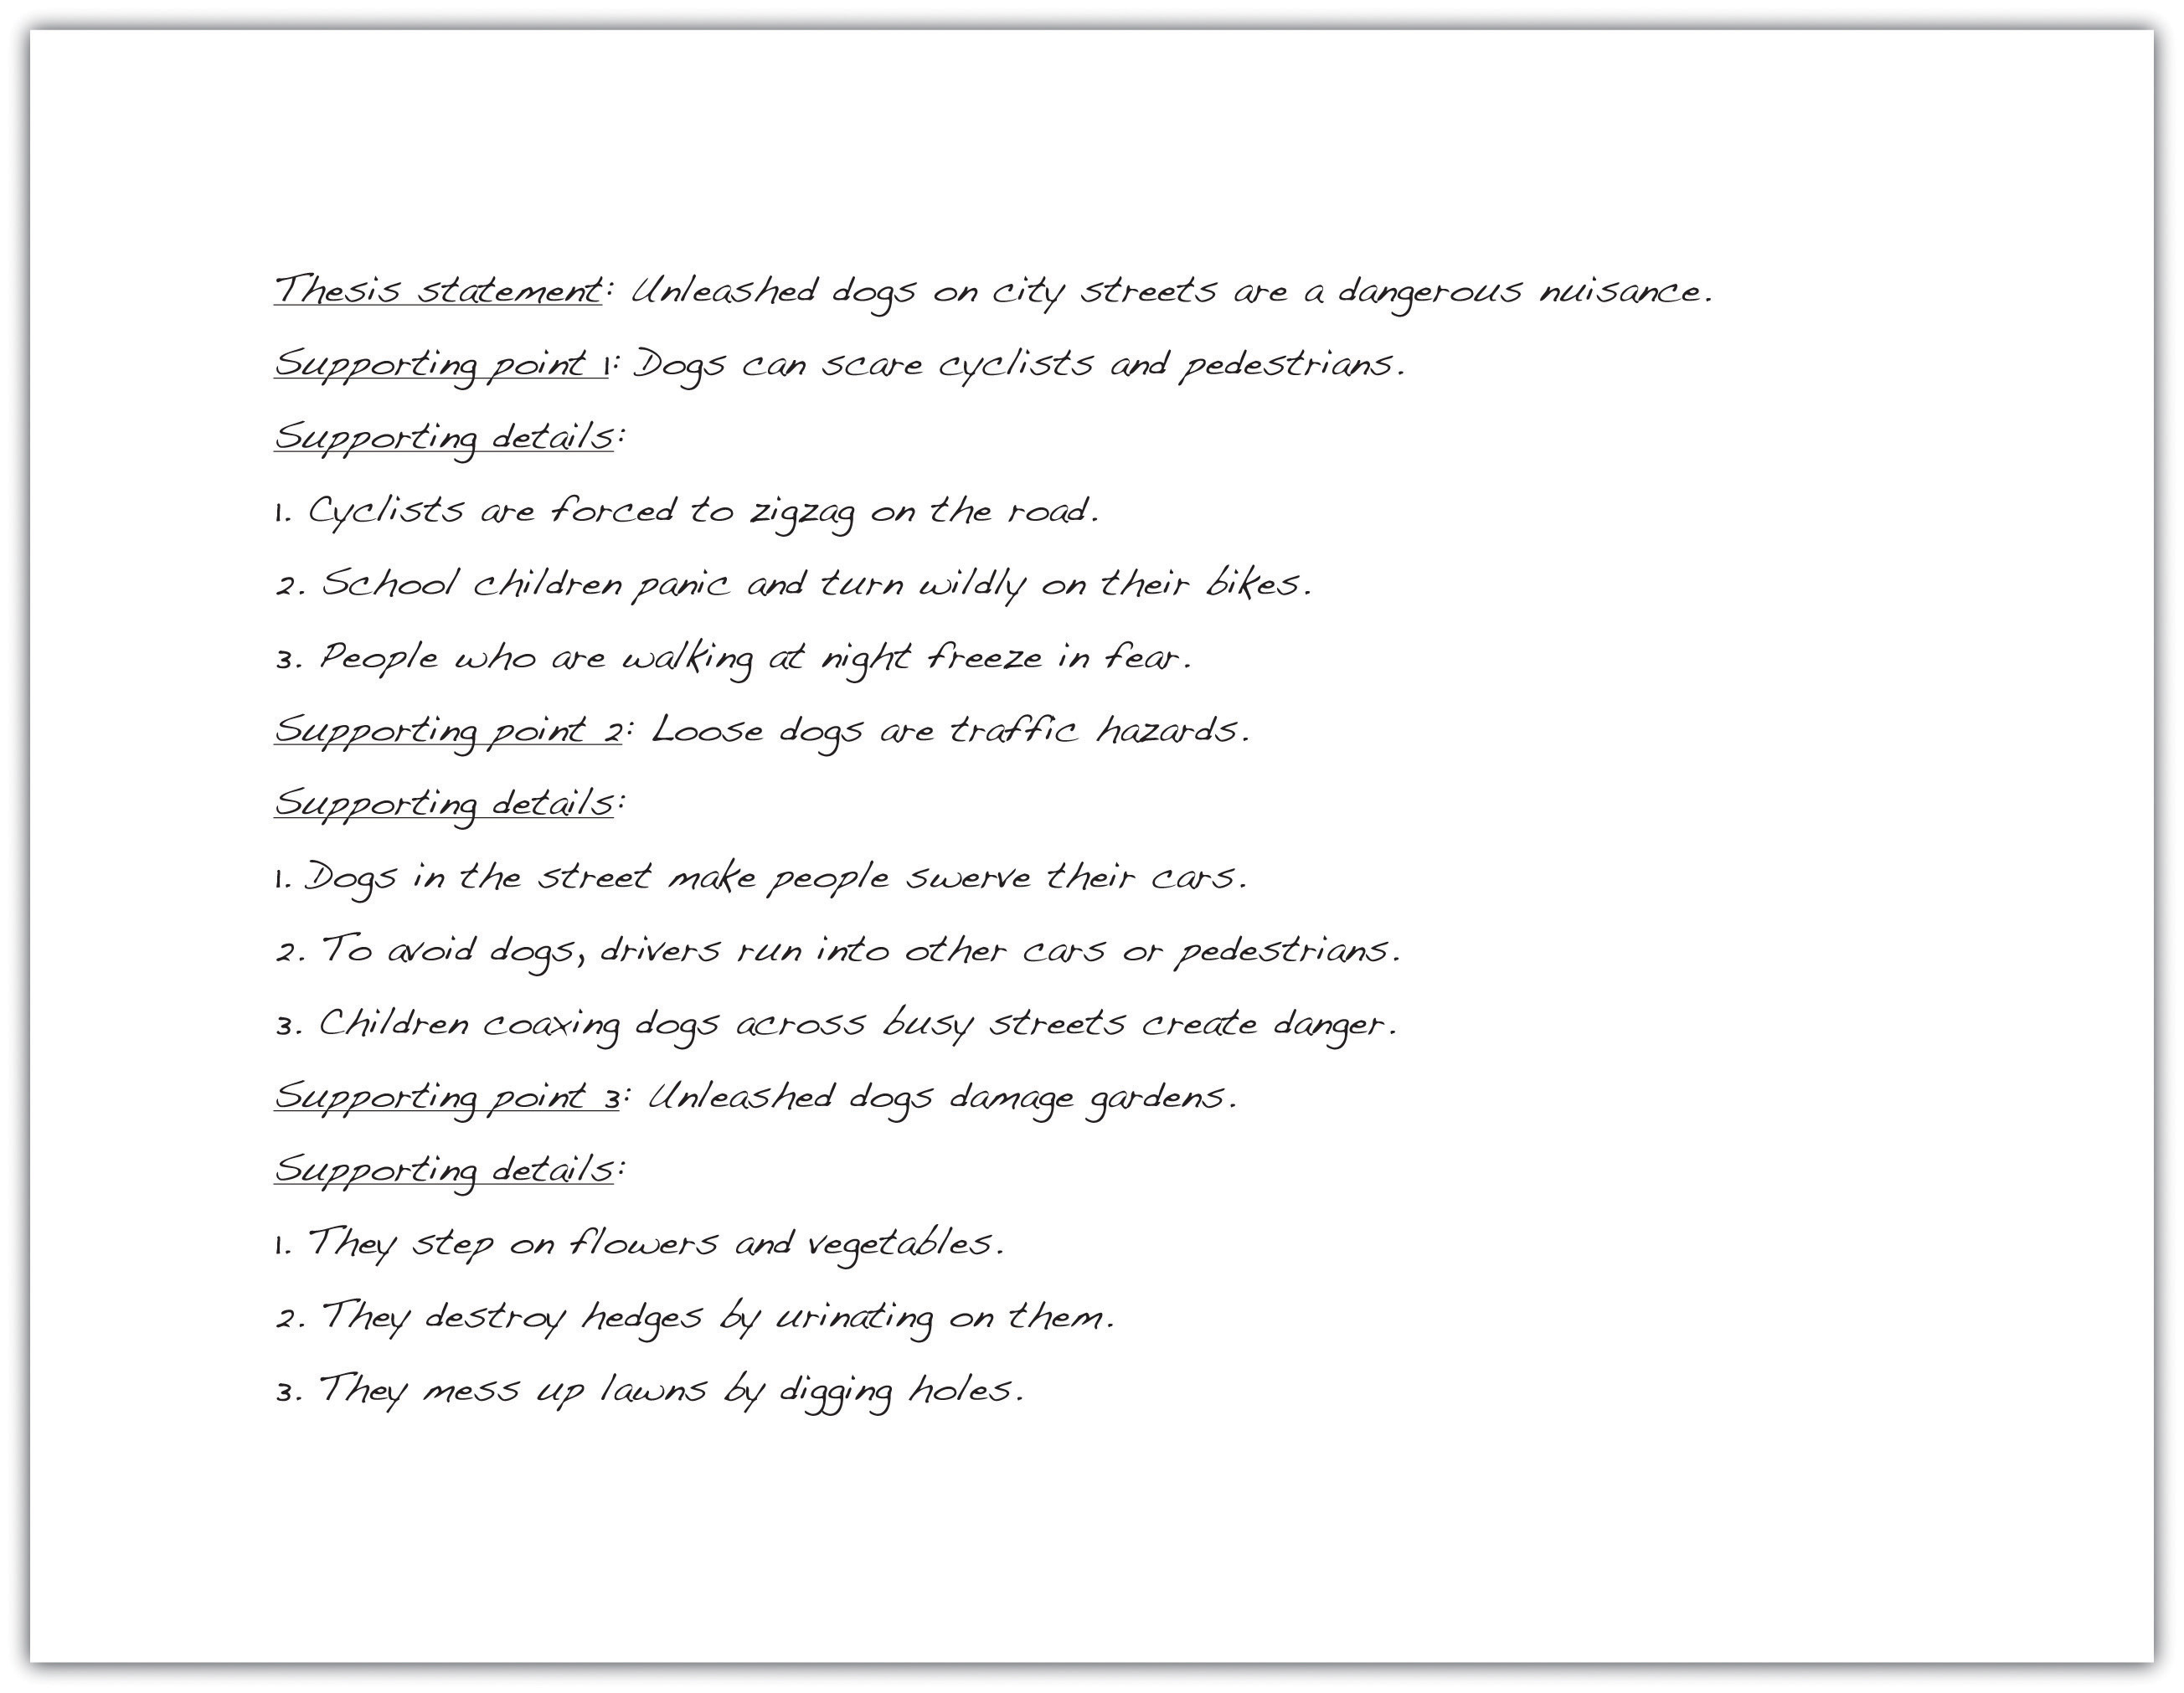 Thesis statement: Unleashed dogs on city streets are a dangerous nuisance.
Supporting point 1: Dogs can scare cyclists and pedestrians.
Supporting details:
1. Cyclists are forced to zigzag on the road.
2. School children panic and turn wildly on their bikes.
3. People who are walking at night freeze in fear.
Supporting point 2: Loose dogs are traffic hazards.
Supporting details:
1. Dogs in the street make people swerve their cars.
2. To avoid dogs, drivers run into other cars or pedestrians.
3. Children coaxing dogs across busy streets create danger.
Supporting point 3: Unleashed dogs damage gardens.
Supporting details:
1. They step on flowers and vegetables.
2. They destroy hedges by urinating on them.
3. They mess up lawns by digging holes.